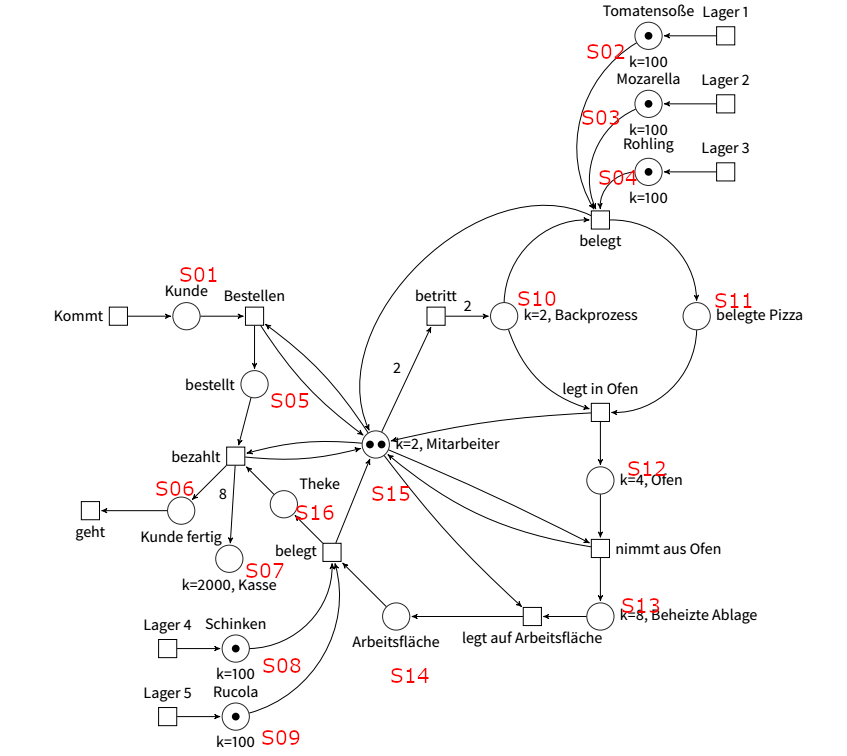 Tomatensoße Lager 1
S02
k=100
Mozarella Lager 2
S03
k=100
Rohling Lager 3
S04
k=100
belegt
S01
Kunde
Kommt
Bestellen
betritt
2
S10
k=2, Backprozess
S11
belegte Pizza
2
bestellt
S05
legt in Ofen
bezahlt
k=2, Mitarbeiter
S12
k=4, Ofen
S06
8
Theke
S15
S16
geht
Kunde fertig
belegt
nimmt aus Ofen
S07
k=2000, Kasse
S13
k=8, Beheizte Ablage
Lager 4 Schinken
Arbeitsfläche
legt auf Arbeitsfläche
S08
k=100
S14
Lager 5 Rucola
S09
k=100